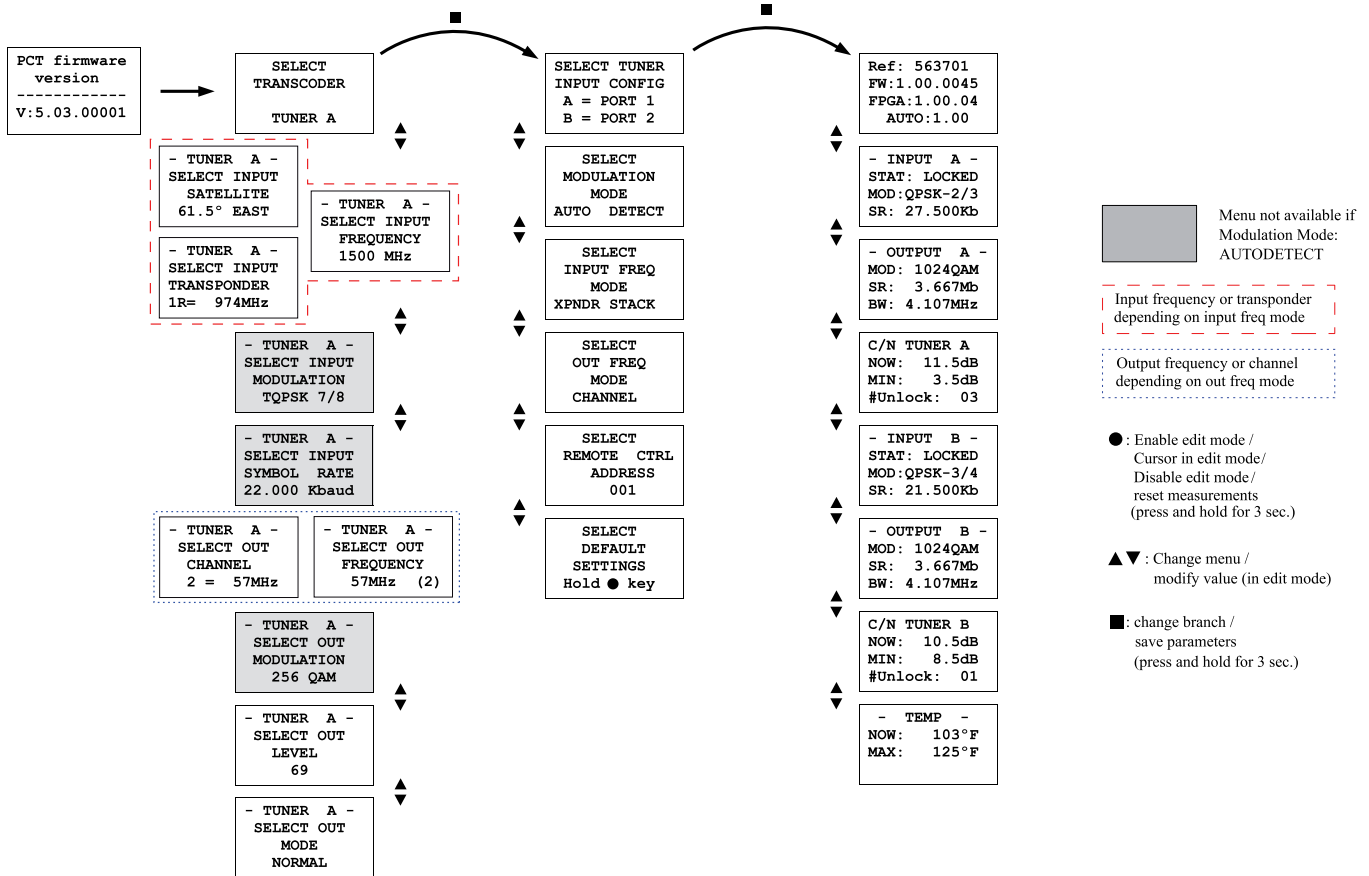 PCT firmware
version
------------
V:5.03.00001
SELECT
TRANSCODER
TUNER A
- TUNER A -
SELECT INPUT
SATELLITE
61.5° EAST
- TUNER A -
SELECT INPUT
TRANSPONDER
1R= 974MHz
- TUNER A -
SELECT INPUT
FREQUENCY
1500 MHz
- TUNER A -
SELECT INPUT
MODULATION
TQPSK 7/8
- TUNER A -
SELECT INPUT
SYMBOL RATE
22.000 Kbaud
- TUNER A -
SELECT OUT
CHANNEL
2 = 57MHz
- TUNER A -
SELECT OUT
FREQUENCY
57MHz (2)
- TUNER A -
SELECT OUT
MODULATION
256 QAM
- TUNER A -
SELECT OUT
LEVEL
69
- TUNER A -
SELECT OUT
MODE
NORMAL
SELECT TUNER
INPUT CONFIG
A = PORT 1
B = PORT 2
SELECT
MODULATION
MODE
AUTO DETECT
SELECT
INPUT FREQ
MODE
XPNDR STACK
SELECT
OUT FREQ
MODE
CHANNEL
SELECT
REMOTE CTRL
ADDRESS
001
SELECT
DEFAULT
SETTINGS
Hold ● key
Ref: 563701
FW:1.00.0045
FPGA:1.00.04
AUTO:1.00
- INPUT A -
STAT: LOCKED
MOD:QPSK-2/3
SR: 27.500Kb
- OUTPUT A -
MOD: 1024QAM
SR: 3.667Mb
BW: 4.107MHz
C/N TUNER A
NOW: 11.5dB
MIN: 3.5dB
#Unlock: 03
- INPUT B -
STAT: LOCKED
MOD:QPSK-3/4
SR: 21.500Kb
- OUTPUT B -
MOD: 1024QAM
SR: 3.667Mb
BW: 4.107MHz
C/N TUNER B
NOW: 10.5dB
MIN: 8.5dB
#Unlock: 01
- TEMP -
NOW: 103°F
MAX: 125°F
Menu not available if
Modulation Mode:
AUTODETECT
Input frequency or transponder
depending on input freq mode
Output frequency or channel
depending on out freq mode
●: Enable edit mode /
Cursor in edit mode/
Disable edit mode/
reset measurements
(press and hold for 3 sec.)
▲▼: Change menu /
modify value (in edit mode)
■: change branch /
save parameters
(press and hold for 3 sec.)